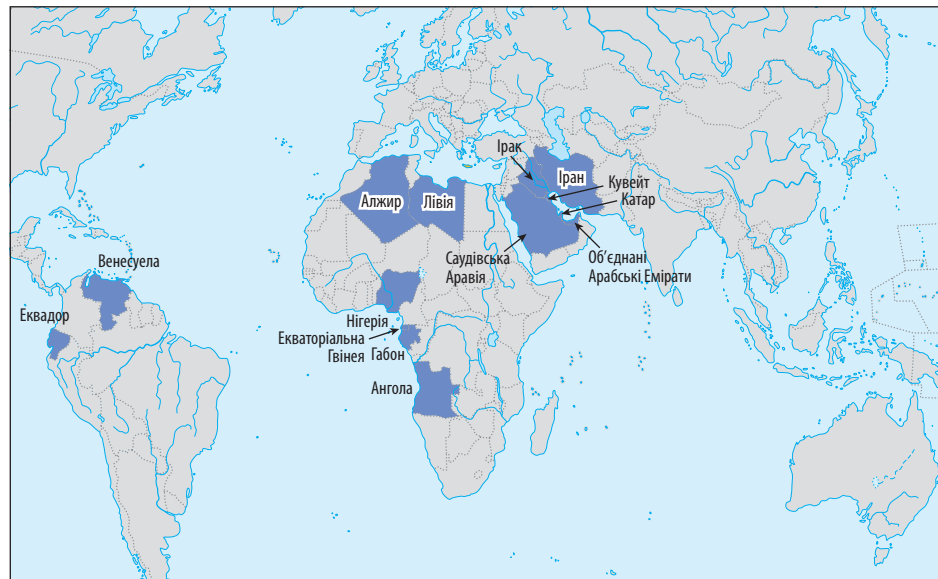 Ірак
Іран
Кувейт
Катар
Алжир
Лівія
Саудівська
Аравія
Об’єднані
Арабські Емірати
Венесуела
Еквадор
Нігерія
Екваторіальна
Гвінея
Габон
Ангола